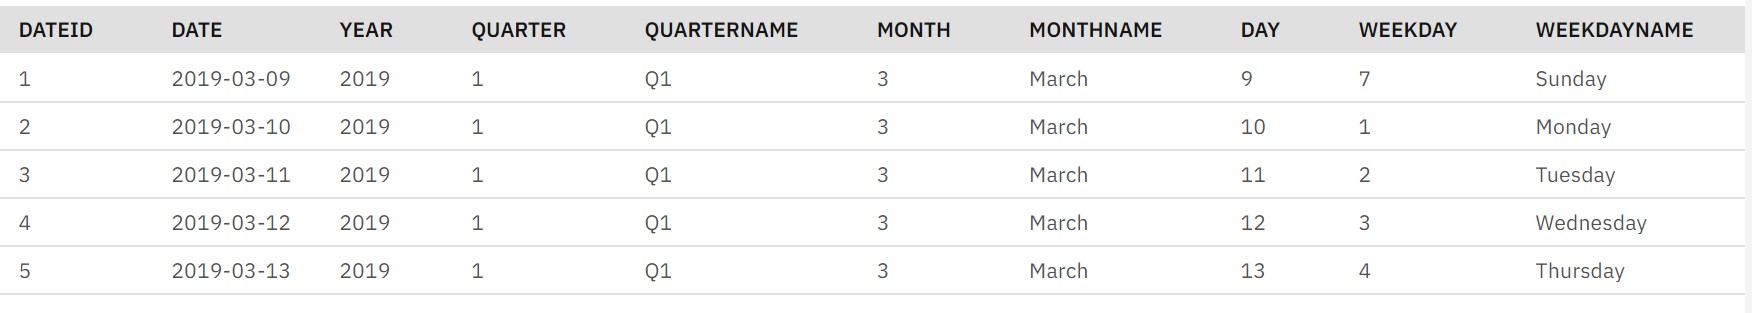 DATEID DATE YEAR QUARTER QUARTERNAME MONTH MONTHNAME DAY WEEKDAY WEEKDAYNAME
1 2019-03-09 2019 1 Q1 3 March 9 7 Sunday
2 2019-03-10 2019 1 Q1 3 March 10 1 Monday
3 2019-03-11 2019 1 Q1 3 March 11 2 Tuesday
4 2019-03-12 2019 1 Q1 3 March 12 3 Wednesday
5 2019-03-13 2019 1 Q1 3 March 13 4 Thursday